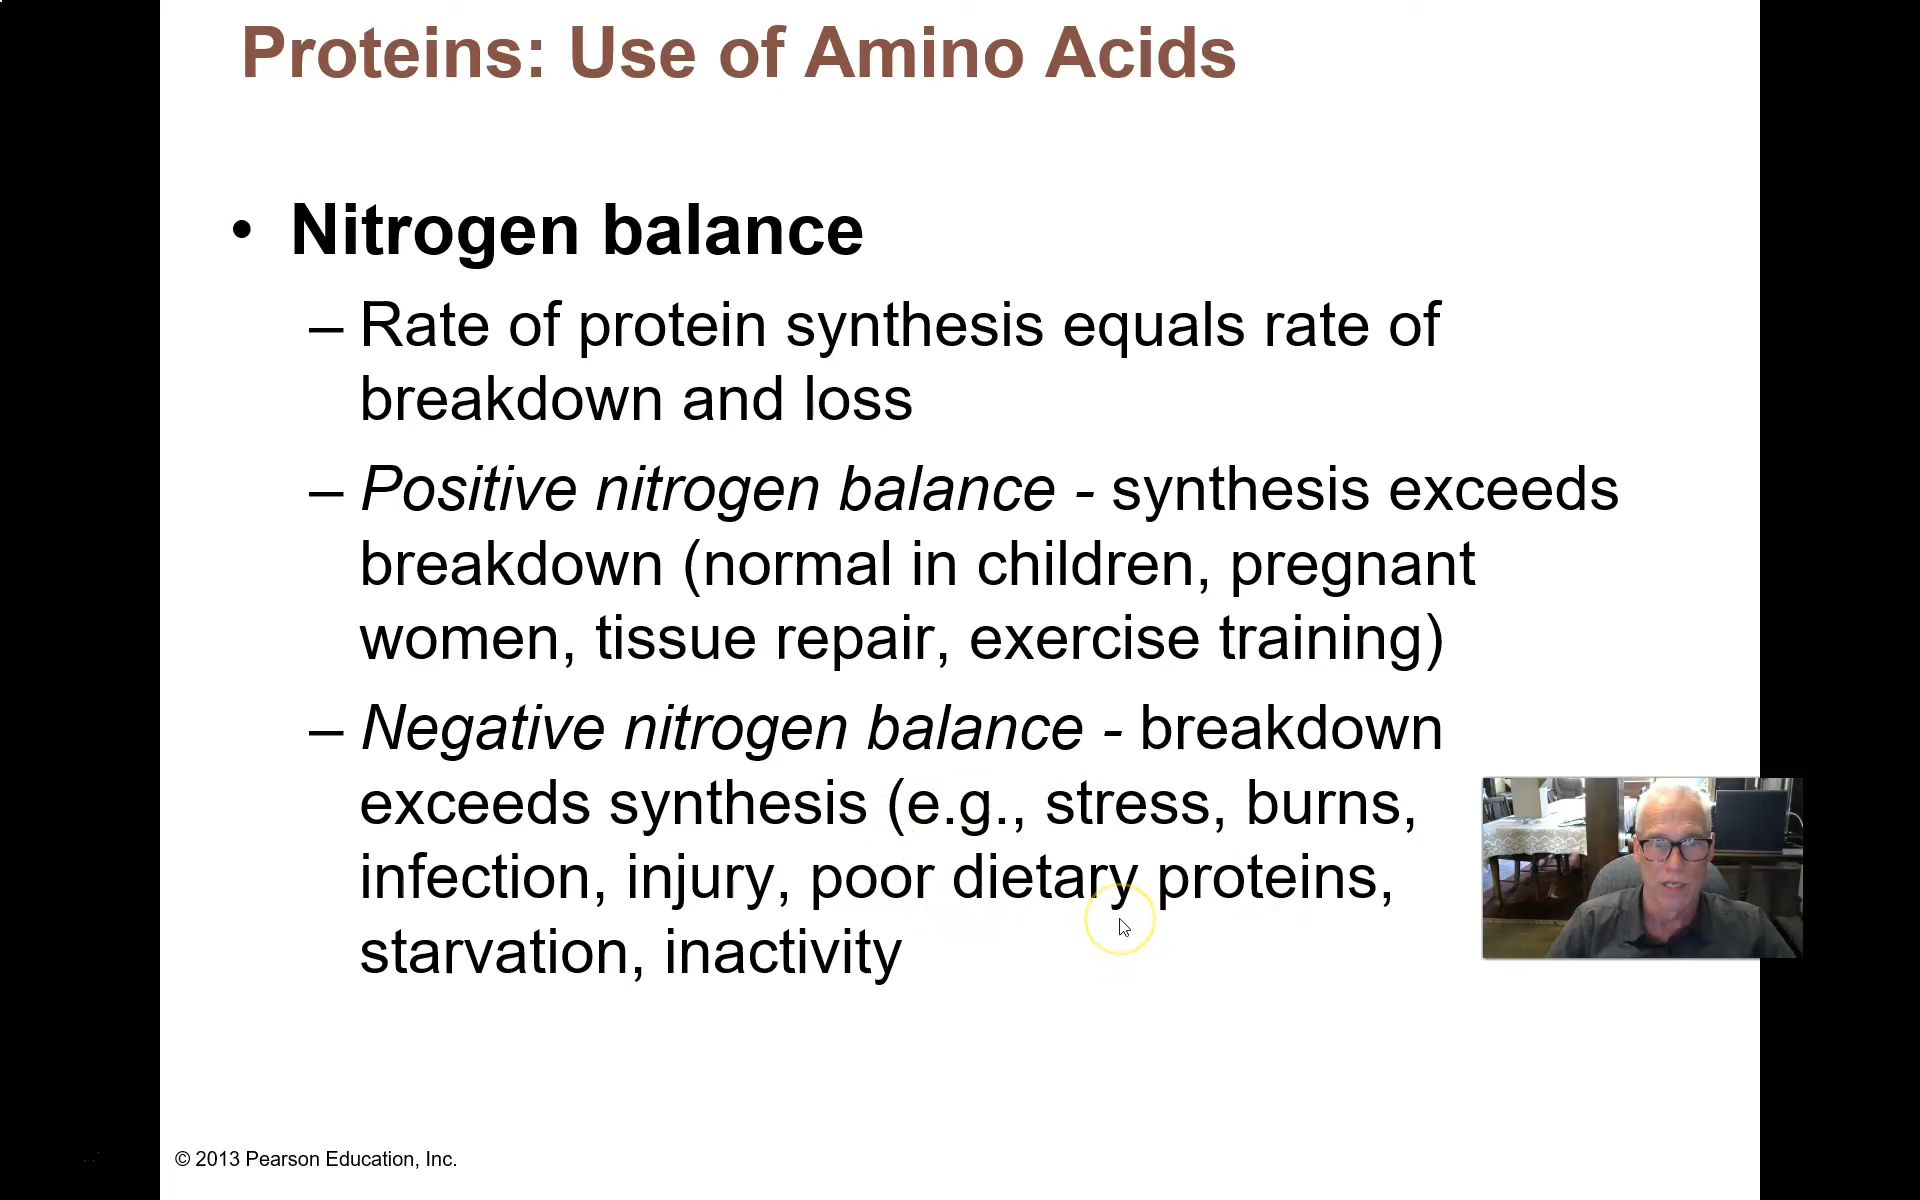 Proteins: Use of Amino Acids
• Nitrogen balance
– Rate of protein synthesis equals rate of
breakdown and loss
– Positive nitrogen balance - synthesis exceeds
breakdown (normal in children, pregnant
women, tissue repair, exercise training)
– Negative nitrogen balance - breakdown
exceeds synthesis (e.g., stress, burns,
infection, injury, poor dietary proteins,
starvation, inactivity
© 2013 Pearson Education, Inc.